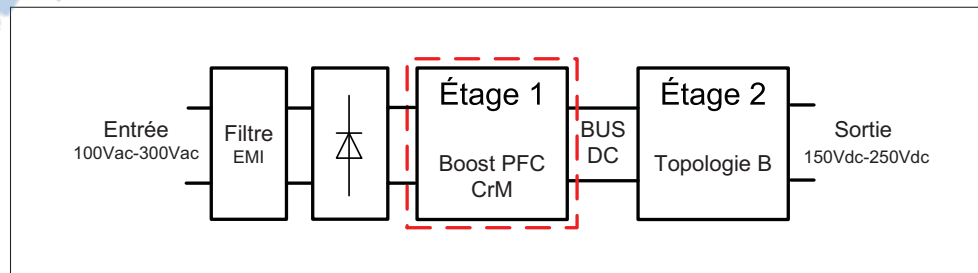 Entrée
100Vac-300Vac
Filtre
EMI
Étage 1
Boost PFC
CrM
BUS
DC
Étage 2
Topologie B
Sortie
150Vdc-250Vdc